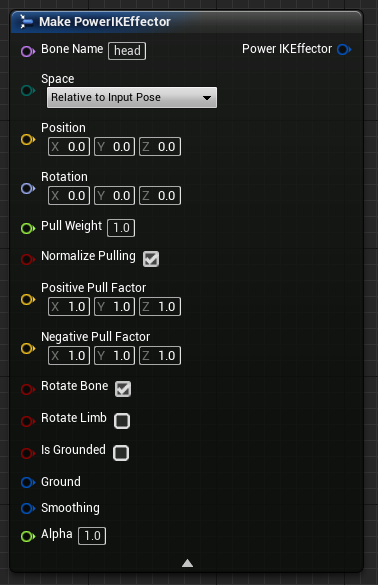 Make PowerIKEffector
Bone Name head Power IKEffector
Space
Relative to Input Pose
Position
X 0.0 Y 0.0 Z 0.0
Rotation
X 0.0 Y 0.0 Z 0.0
Pull Weight 1.0
Normalize Pulling
Positive Pull Factor
X 1.0 Y 1.0 Z 1.0
Negative Pull Factor
X 1.0 Y 1.0 Z 1.0
Rotate Bone
Rotate Limb
Is Grounded
Ground
Smoothing
Alpha 1.0